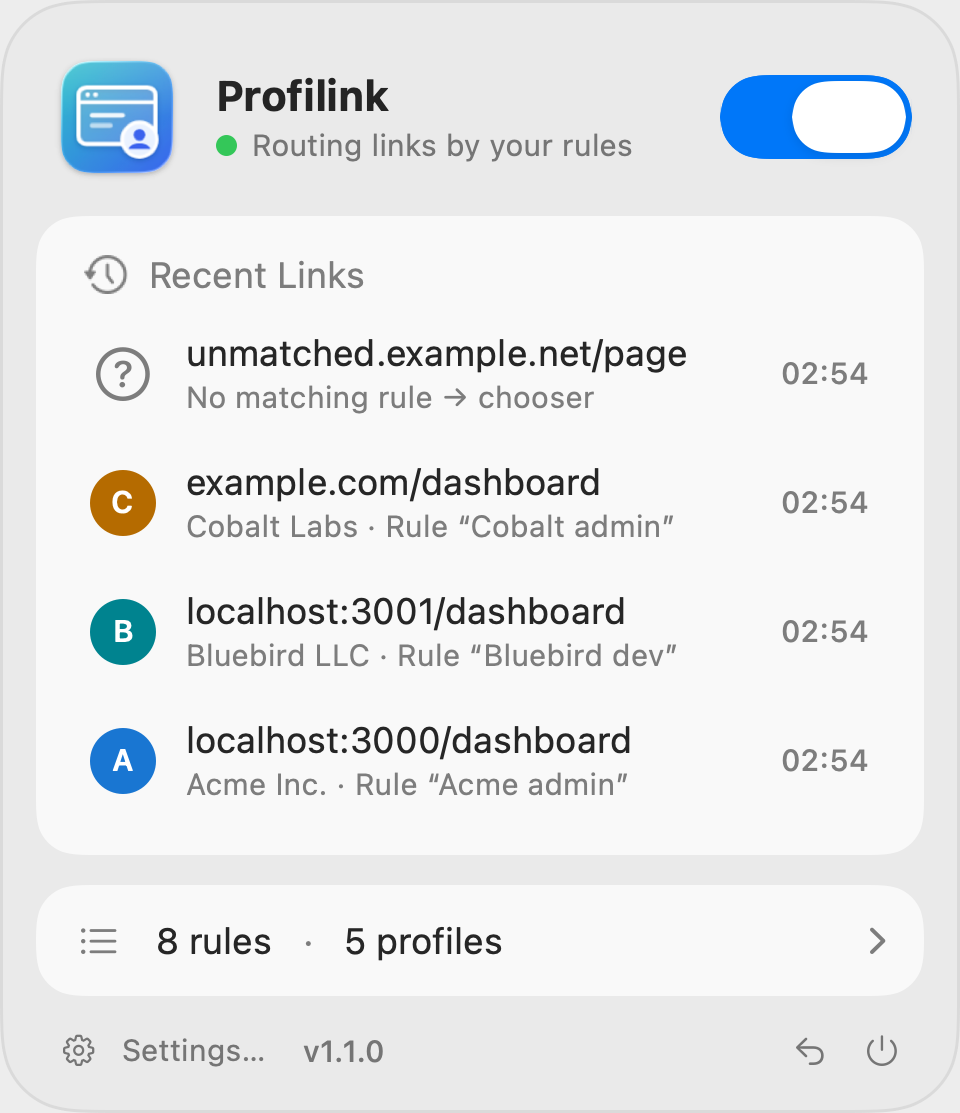 Profilink
Routing links by your rules
Recent Links
?
unmatched.example.net/page
No matching rule → chooser
02:54
C
example.com/dashboard
Cobalt Labs · Rule “Cobalt admin”
02:54
B
localhost:3001/dashboard
Bluebird LLC · Rule “Bluebird dev”
02:54
A
localhost:3000/dashboard
Acme Inc. · Rule “Acme admin”
02:54
8 rules · 5 profiles
Settings... v1.1.0